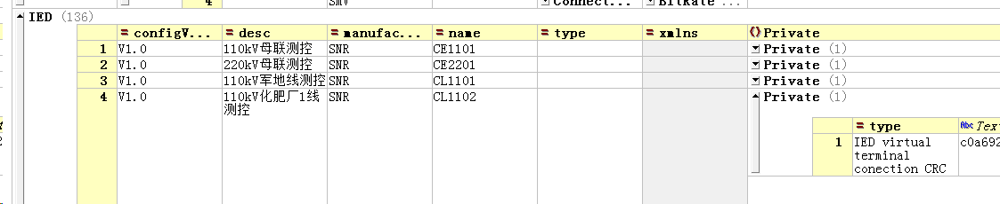 4
Smv
Connect...
BitRate ...
IED (136)
configV... desc manufac... name type xmlns Private
1 V1.0 110kV母联测控 SNR CE1101 Private (1)
2 V1.0 220kV母联测控 SNR CE2201 Private (1)
3 V1.0 110kV军地线测控 SNR CL1101 Private (1)
4 V1.0 110kV化肥厂1线 SNR CL1102 Private (1)
测控
type Abc Tex
1 IED virtual c0a692
terminal
conection CRC